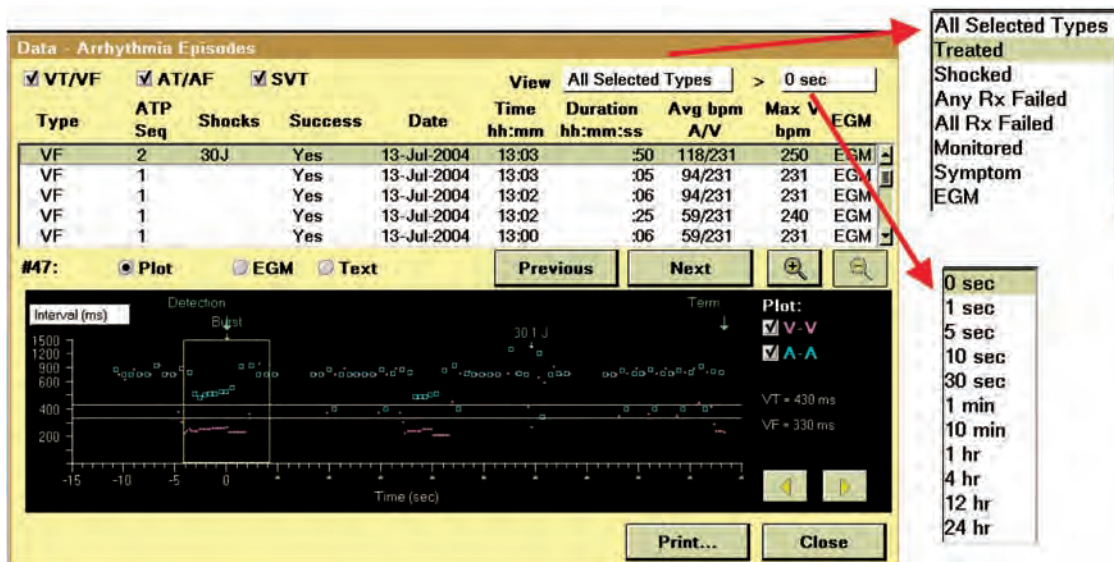 Data - Arrhythmia Episodes
VT/VF AT/AF SVT View All Selected Types > 0 sec
Type ATP Seq Shocks Success Date Time hh:mm Duration hh:mm:ss Avg bpm A/V Max V bpm EGM
VF 2 30J Yes 13-Jul-2004 13:03 :50 118/231 250 EGM
VF 1 Yes 13-Jul-2004 13:03 :05 94/231 231 EGM
VF 1 Yes 13-Jul-2004 13:02 :06 94/231 231 EGM
VF 1 Yes 13-Jul-2004 13:02 :25 59/231 240 EGM
VF 1 Yes 13-Jul-2004 13:00 :06 59/231 231 EGM
#47: Plot EGM Text Previous Next
Detection Term Plot:
Interval (ms) Burst V-V
1500
1200 30.1 J A-A
900
600
VT = 430 ms
400
VF = 330 ms
200
-15 -10 -5 0
Time (sec)
Print... Close
All Selected Types
Treated
Shocked
Any Rx Failed
All Rx Failed
Monitored
Symptom
EGM
0 sec
1 sec
5 sec
10 sec
30 sec
1 min
10 min
1 hr
4 hr
12 hr
24 hr